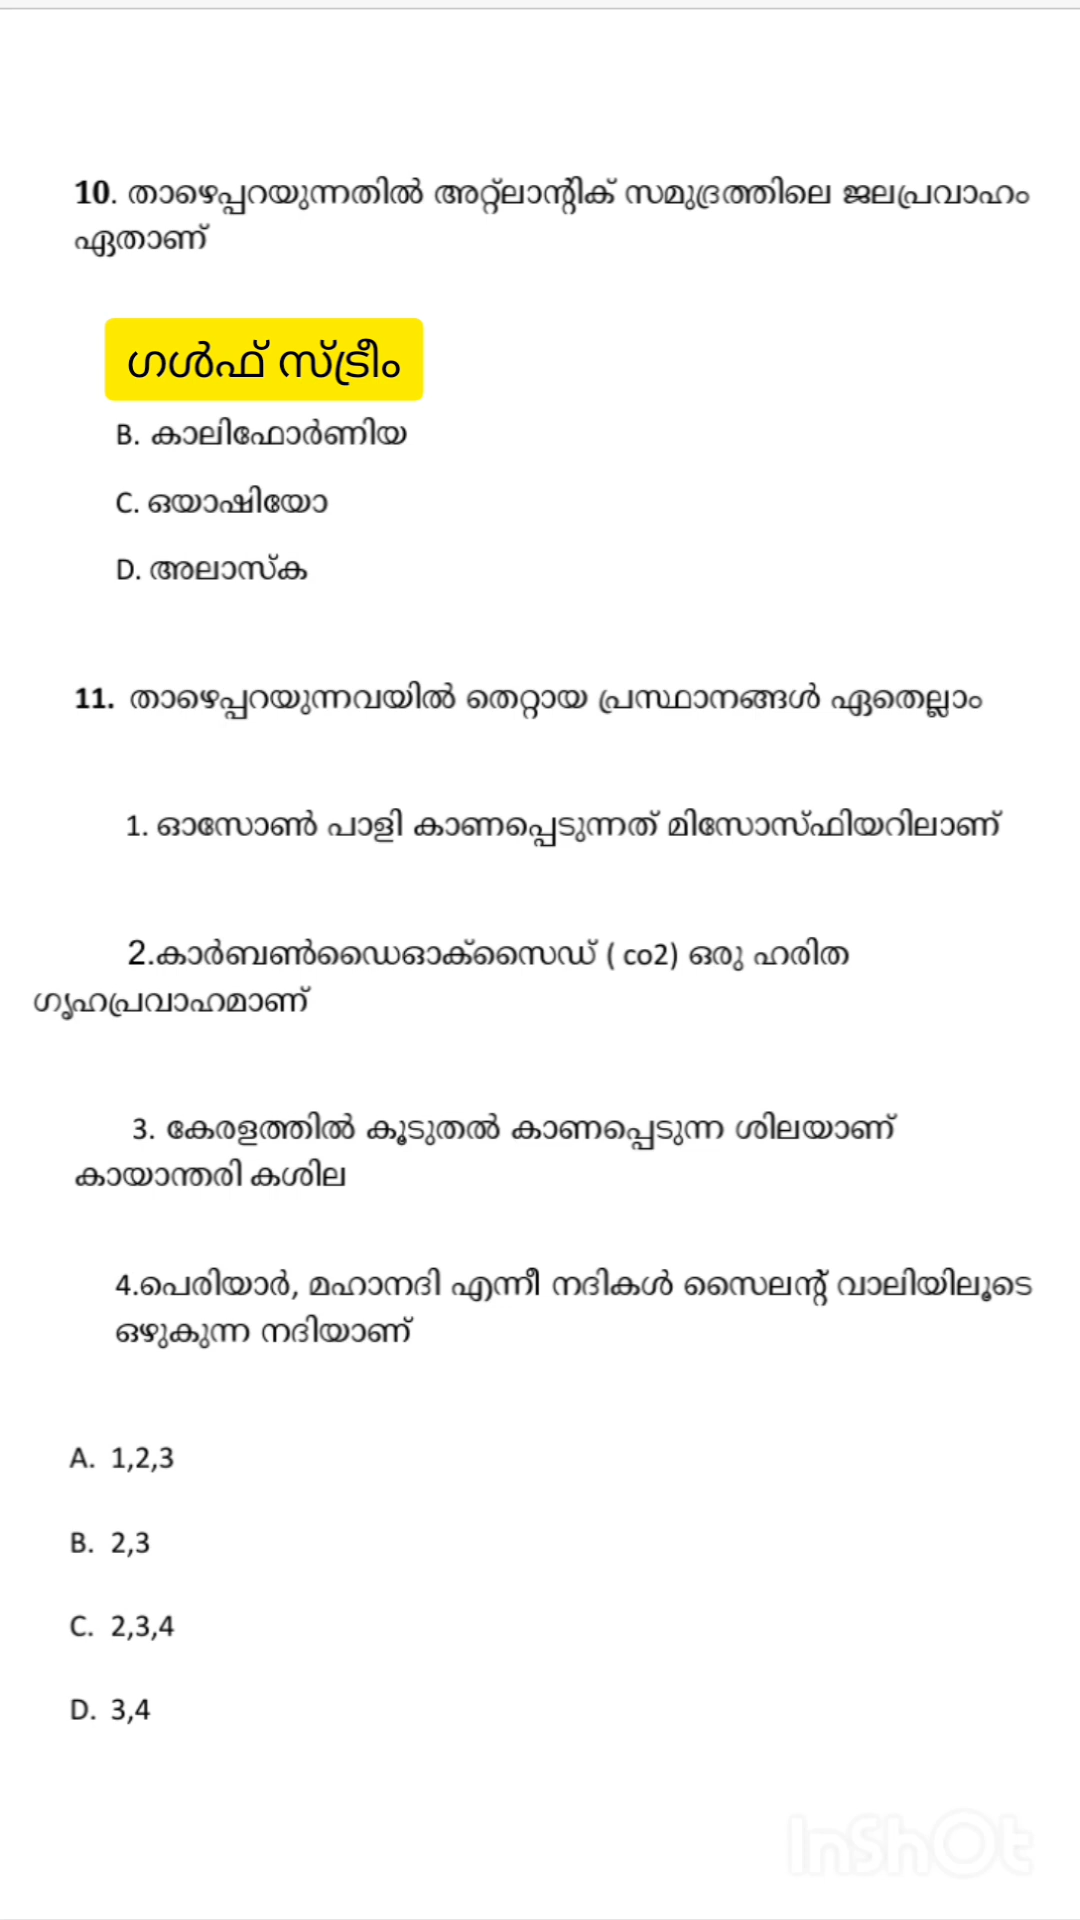 10. താഴെപ്പറയുന്നതിൽ അറ്റ്ലാന്റിക് സമുദ്രത്തിലെ ജലപ്രവാഹം
ഏതാണ്
ഗൾഫ് സ്ട്രീം
B. കാലിഫോർണിയ
C. ഒയാഷിയോ
D. അലാസ്ക
11. താഴെപ്പറയുന്നവയിൽ തെറ്റായ പ്രസ്ഥാനങ്ങൾ ഏതെല്ലാം
1. ഓസോൺ പാളി കാണപ്പെടുന്നത് മിസോസ്ഫിയറിലാണ്
2.കാർബൺഡൈഓക്സൈഡ് ( co2) ഒരു ഹരിത
ഗൃഹപ്രവാഹമാണ്
3. കേരളത്തിൽ കൂടുതൽ കാണപ്പെടുന്ന ശിലയാണ്
കായാന്തരി കശില
4.പെരിയാർ, മഹാനദി എന്നീ നദികൾ സൈലന്റ് വാലിയിലൂടെ
ഒഴുകുന്ന നദിയാണ്
A. 1,2,3
B. 2,3
C. 2,3,4
D. 3,4
InShOt